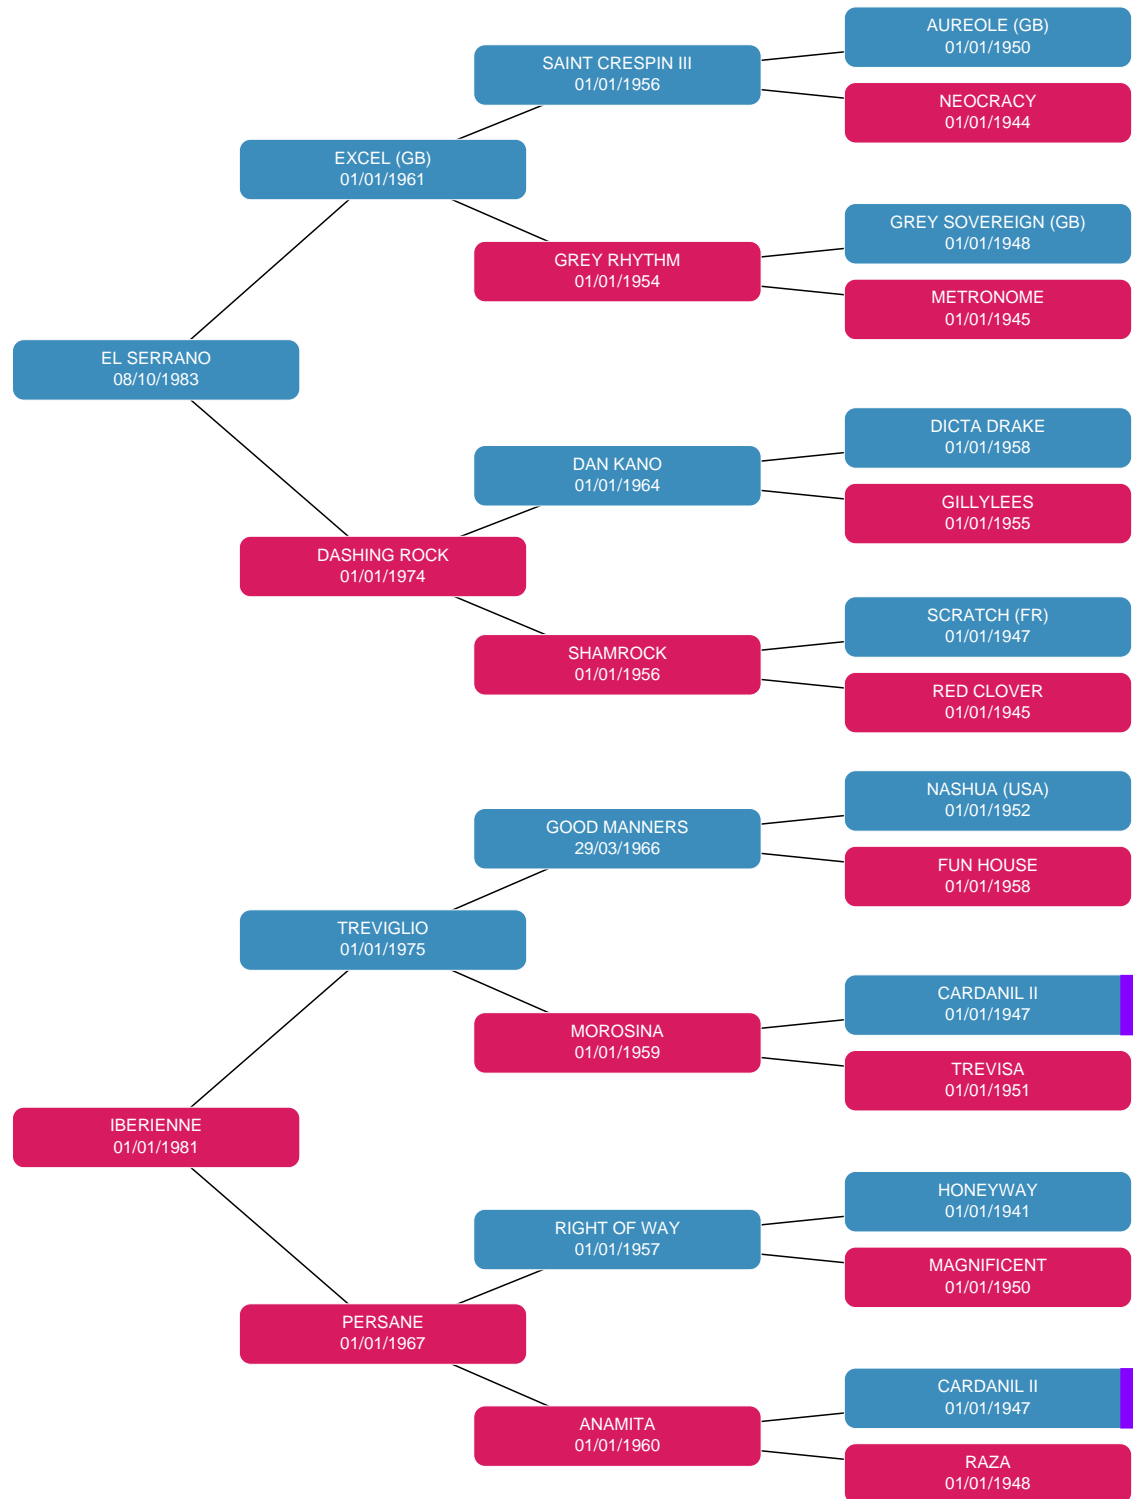 AUREOLE (GB)
01/01/1950
SAINT CRESPIN III
01/01/1956
NEOCRACY
01/01/1944
EXCEL (GB)
01/01/1961
GREY SOVEREIGN (GB)
01/01/1948
GREY RHYTHM
01/01/1954
METRONOME
01/01/1945
EL SERRANO
08/10/1983
DICTA DRAKE
01/01/1958
DAN KANO
01/01/1964
GILLYLEES
01/01/1955
DASHING ROCK
01/01/1974
SCRATCH (FR)
01/01/1947
SHAMROCK
01/01/1956
RED CLOVER
01/01/1945
NASHUA (USA)
01/01/1952
GOOD MANNERS
29/03/1966
FUN HOUSE
01/01/1958
TREVIGLIO
01/01/1975
CARDANIL II
01/01/1947
MOROSINA
01/01/1959
TREVISA
01/01/1951
IBERIENNE
01/01/1981
HONEYWAY
01/01/1941
RIGHT OF WAY
01/01/1957
MAGNIFICENT
01/01/1950
PERSANE
01/01/1967
CARDANIL II
01/01/1947
ANAMITA
01/01/1960
RAZA
01/01/1948